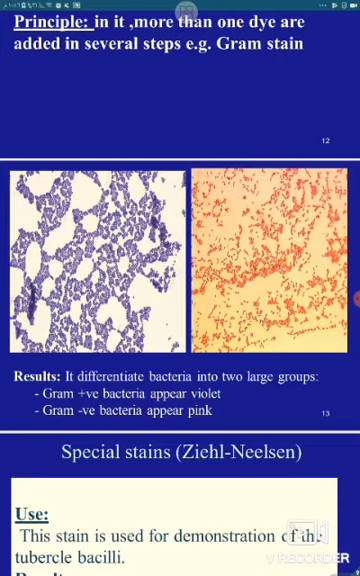 Principle: in it ,more than one dye are
added in several steps e.g. Gram stain
12
Results: It differentiate bacteria into two large groups:
- Gram +ve bacteria appear violet
- Gram -ve bacteria appear pink
13
Special stains (Ziehl-Neelsen)
Use:
This stain is used for demonstration of the
tubercle bacilli.
V RECORDER